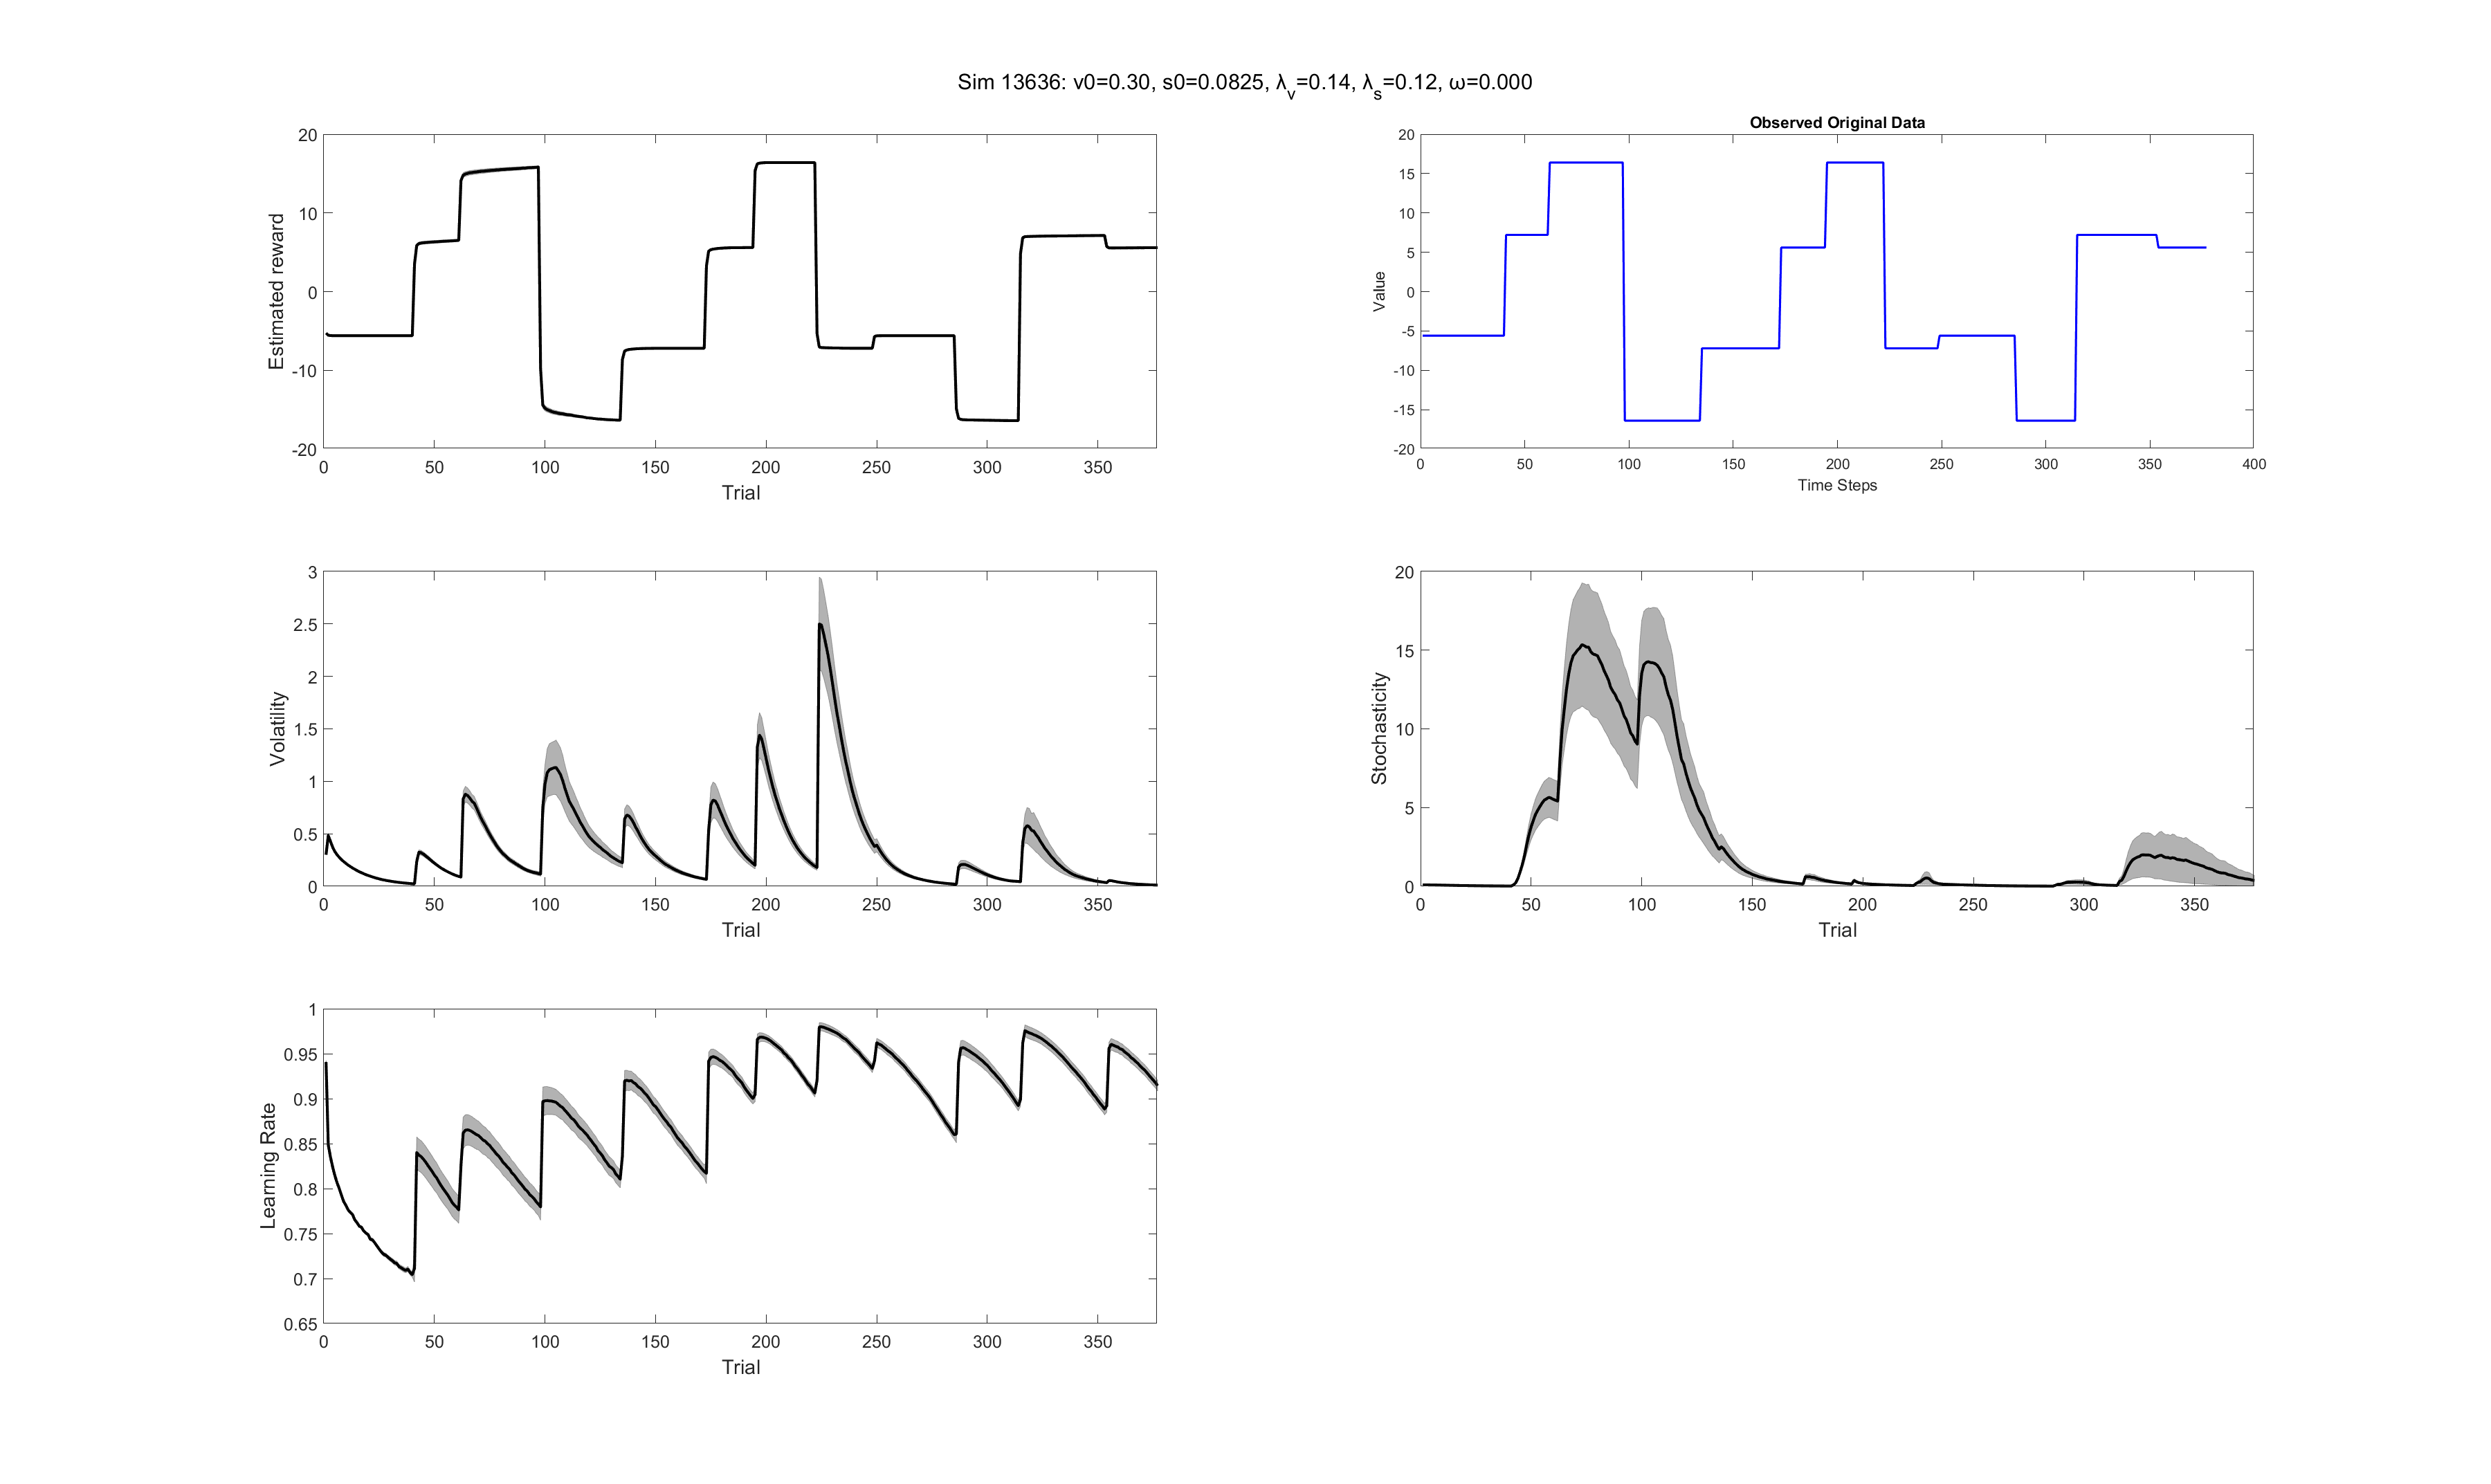 Sim 13636: v0=0.30, s0=0.0825, λ_v=0.14, λ_s=0.12, ω=0.000
20
10
0
-10
-20
Estimated reward
0 50 100 150 200 250 300 350
Trial
Observed Original Data
20
15
10
5
0
-5
-10
-15
-20
Value
0 50 100 150 200 250 300 350 400
Time Steps
3
2.5
2
1.5
1
0.5
0
Volatility
0 50 100 150 200 250 300 350
Trial
20
15
10
5
0
Stochasticity
0 50 100 150 200 250 300 350
Trial
1
0.95
0.9
0.85
0.8
0.75
0.7
0.65
Learning Rate
0 50 100 150 200 250 300 350
Trial